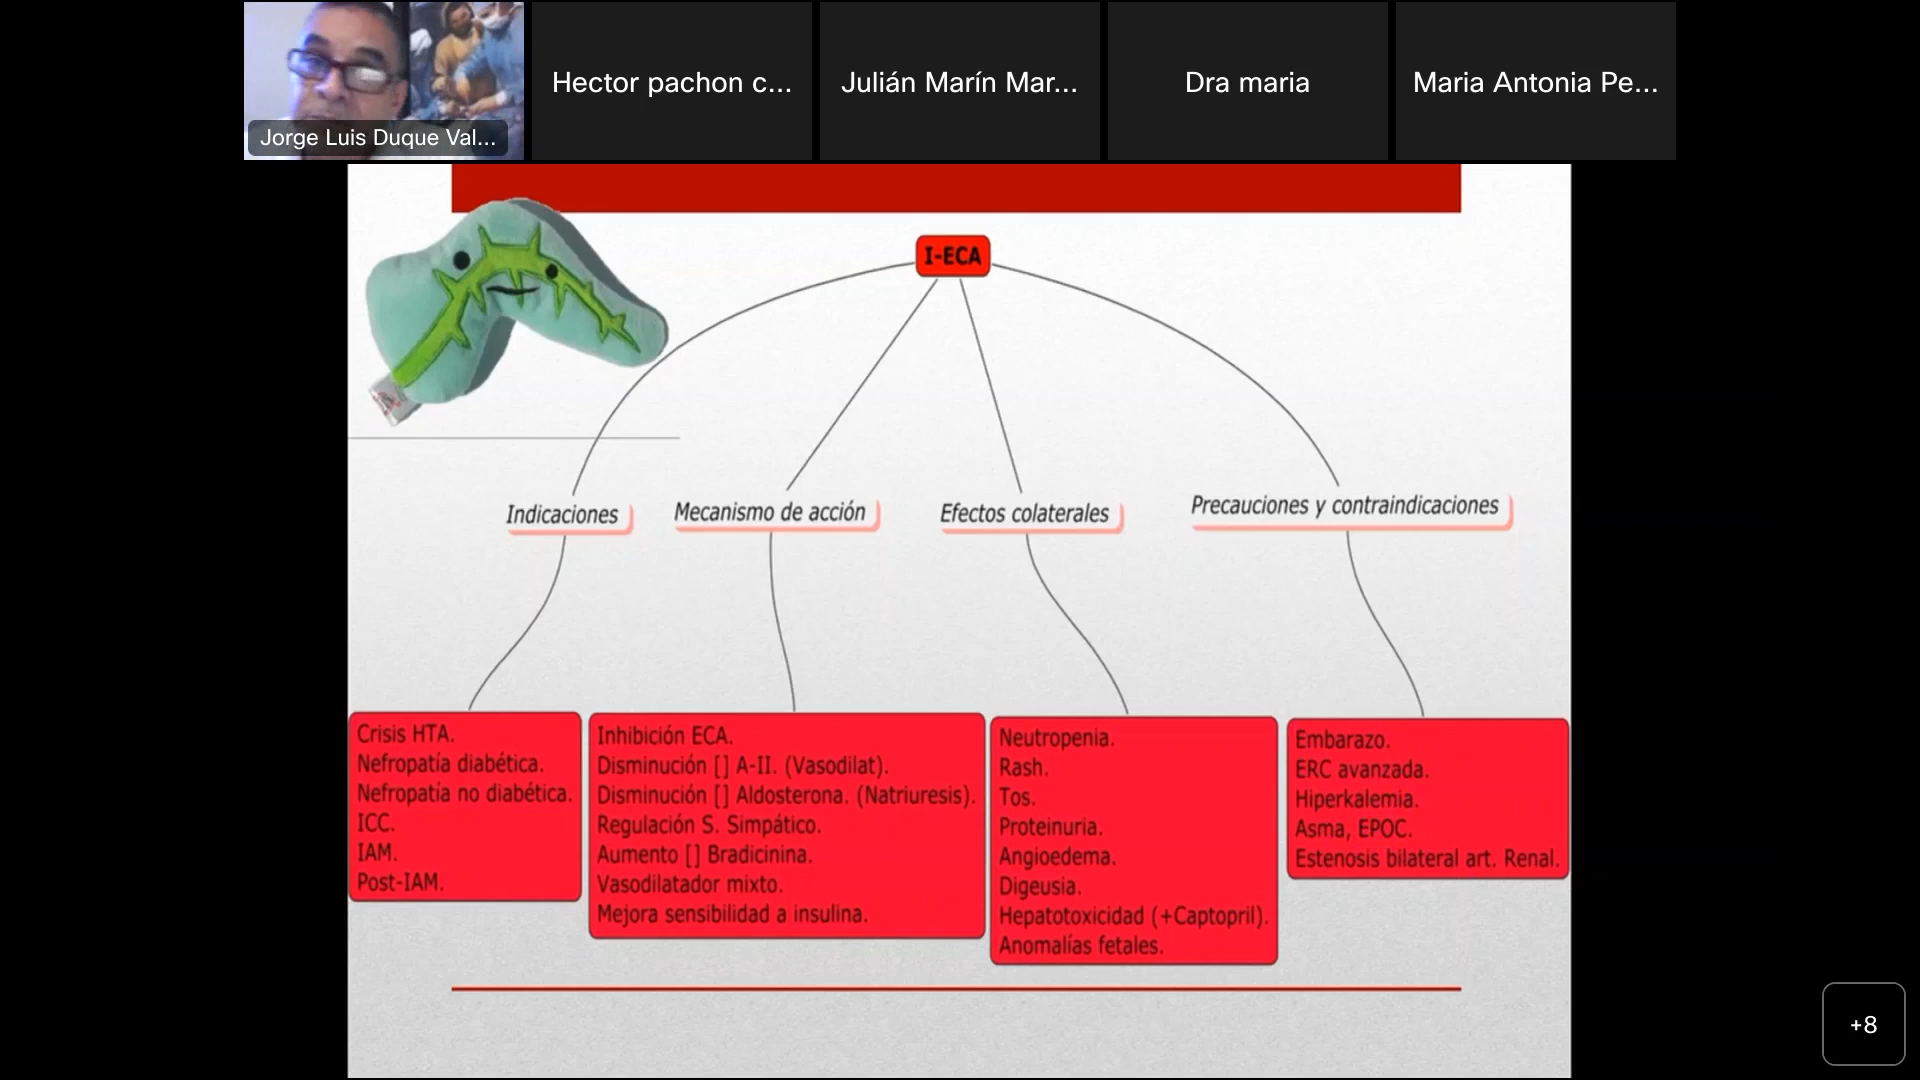 Hector pachon c...
Julián Marín Mar...
Dra maria
Maria Antonia Pe...
Jorge Luis Duque Val...
I-ECA
Indicaciones
Mecanismo de acción
Efectos colaterales
Precauciones y contraindicaciones
Crisis HTA.
Nefropatía diabética.
Nefropatía no diabética.
ICC.
IAM.
Post-IAM.
Inhibición ECA.
Disminución [] A-II. (Vasodilat).
Disminución [] Aldosterona. (Natriuresis).
Regulación S. Simpático.
Aumento [] Bradicinina.
Vasodilatador mixto.
Mejora sensibilidad a insulina.
Neutropenia.
Rash.
Tos.
Proteinuria.
Angioedema.
Digeusia.
Hepatotoxicidad (+Captopril).
Anomalías fetales.
Embarazo.
ERC avanzada.
Hiperkalemia.
Asma, EPOC.
Estenosis bilateral art. Renal.
+8